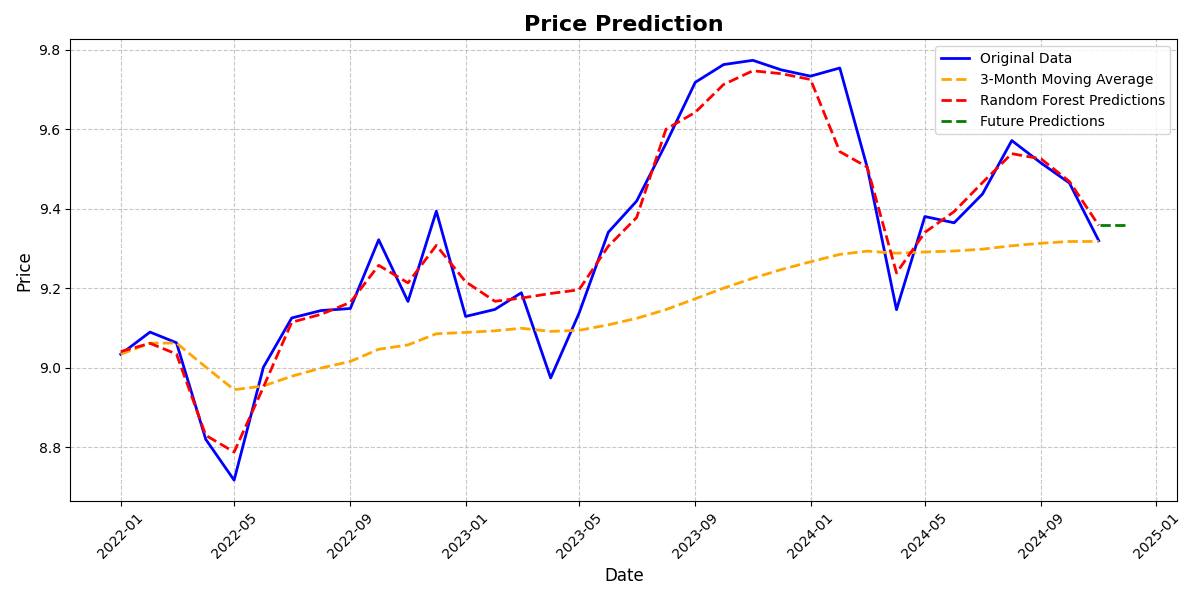 Price Prediction
Original Data
3-Month Moving Average
Random Forest Predictions
Future Predictions
Price
9.8
9.6
9.4
9.2
9.0
8.8
2022-01
2022-05
2022-09
2023-01
2023-05
2023-09
2024-01
2024-05
2024-09
2025-01
Date